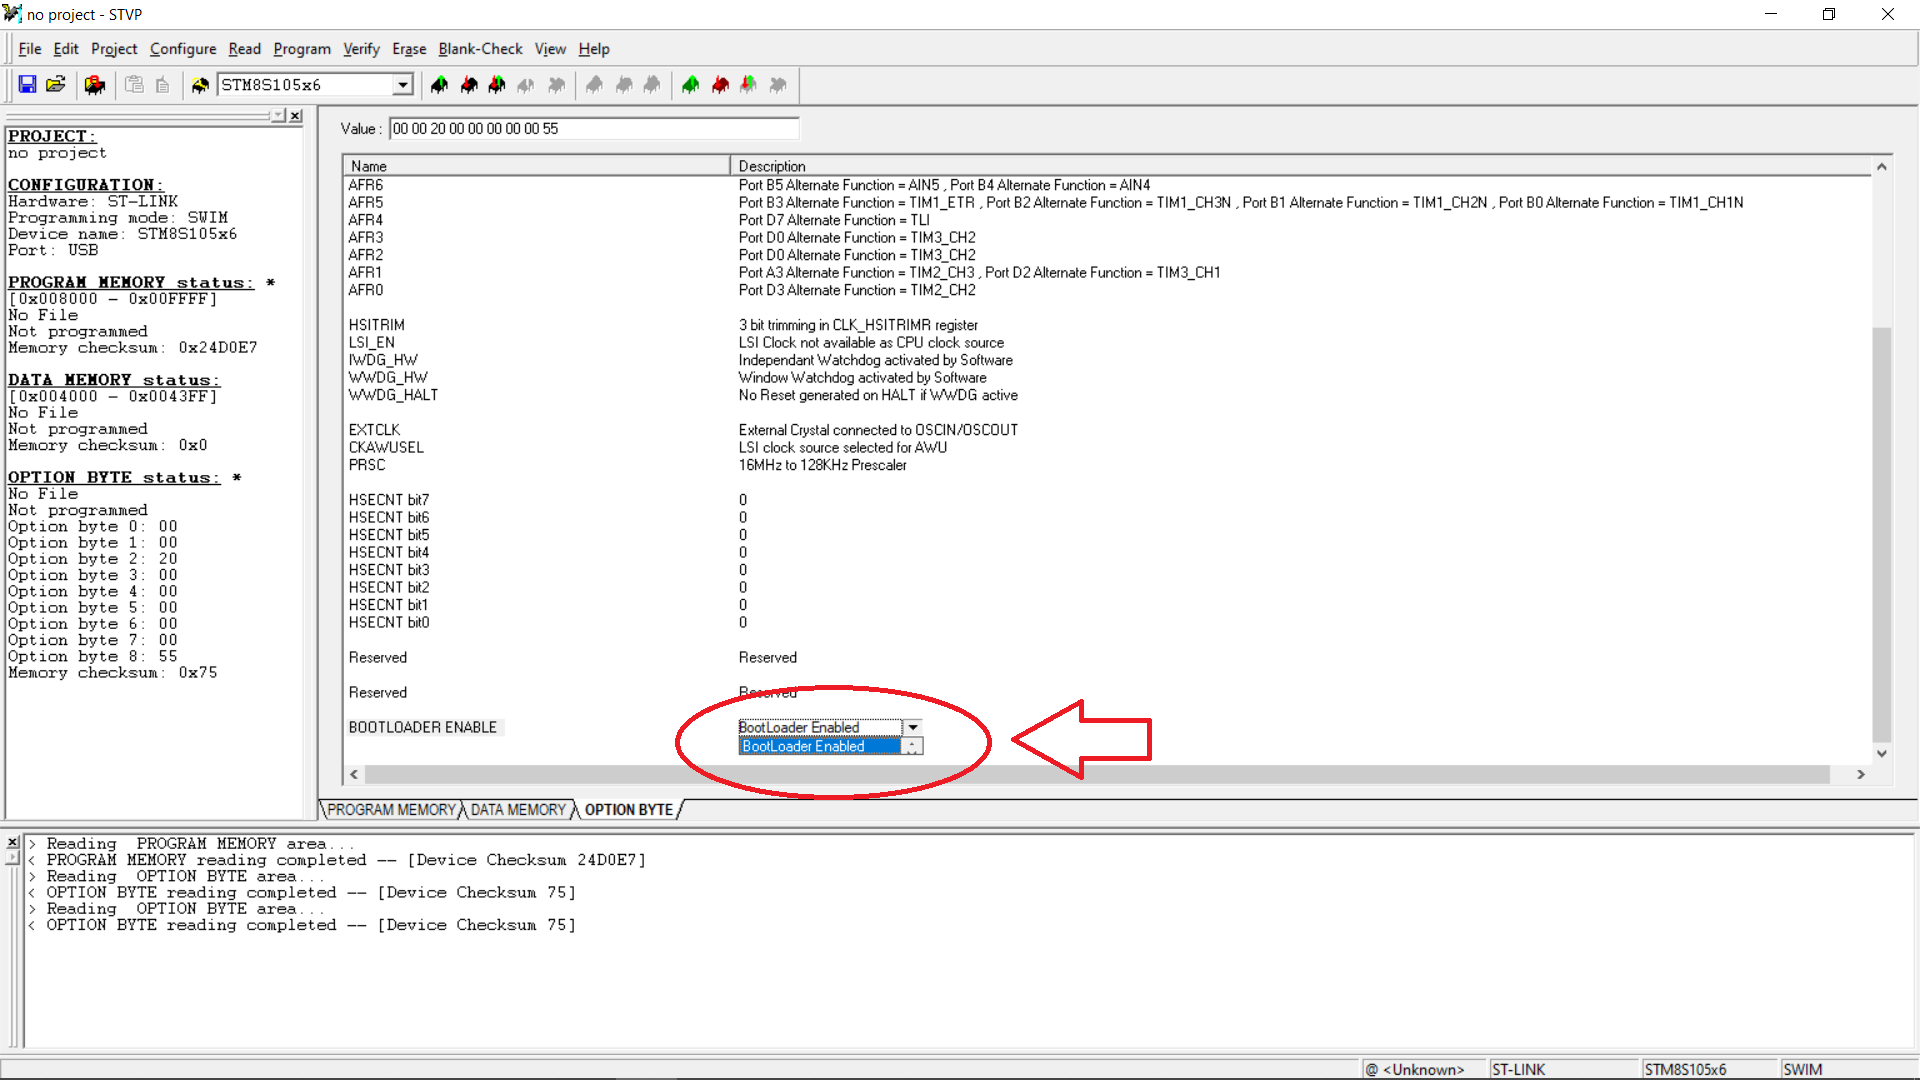 no project - STVP
File Edit Project Configure Read Program Verify Erase Blank-Check View Help
STM8S105x6
PROJECT:
no project
CONFIGURATION:
Hardware: ST-LINK
Programming mode: SWIM
Device name: STM8S105x6
Port: USB
PROGRAM MEMORY status: *
[0x008000 - 0x00FFFF]
No File
Not programmed
Memory checksum: 0x24D0E7
DATA MEMORY status:
[0x004000 - 0x0043FF]
No File
Not programmed
Memory checksum: 0x0
OPTION BYTE status: *
No File
Not programmed
Option byte 0: 00
Option byte 1: 00
Option byte 2: 20
Option byte 3: 00
Option byte 4: 00
Option byte 5: 00
Option byte 6: 00
Option byte 7: 00
Option byte 8: 55
Memory checksum: 0x75
Value : 00 00 20 00 00 00 00 00 55
Name Description
AFR6 Port B5 Alternate Function = AIN5 , Port B4 Alternate Function = AIN4
AFR5 Port B3 Alternate Function = TIM1_ETR , Port B2 Alternate Function = TIM1_CH3N , Port B1 Alternate Function = TIM1_CH2N , Port B0 Alternate Function = TIM1_CH1N
AFR4 Port D7 Alternate Function = TLI
AFR3 Port D0 Alternate Function = TIM3_CH2
AFR2 Port D0 Alternate Function = TIM3_CH2
AFR1 Port A3 Alternate Function = TIM2_CH3 , Port D2 Alternate Function = TIM3_CH1
AFR0 Port D3 Alternate Function = TIM2_CH2
HSITRIM 3 bit trimming in CLK_HSITRIMR register
LSI_EN LSI Clock not available as CPU clock source
IWDG_HW Independant Watchdog activated by Software
WWDG_HW Window Watchdog activated by Software
WWDG_HALT No Reset generated on HALT if WWDG active
EXTCLK External Crystal connected to OSCIN/OSCOUT
CKAWUSEL LSI clock source selected for AWU
PRSC 16MHz to 128KHz Prescaler
HSECNT bit7 0
HSECNT bit6 0
HSECNT bit5 0
HSECNT bit4 0
HSECNT bit3 0
HSECNT bit2 0
HSECNT bit1 0
HSECNT bit0 0
Reserved Reserved
Reserved Reserved
BOOTLOADER ENABLE BootLoader Enabled
BootLoader Enabled
PROGRAM MEMORY DATA MEMORY OPTION BYTE
> Reading PROGRAM MEMORY area...
< PROGRAM MEMORY reading completed -- [Device Checksum 24D0E7]
> Reading OPTION BYTE area...
< OPTION BYTE reading completed -- [Device Checksum 75]
> Reading OPTION BYTE area...
< OPTION BYTE reading completed -- [Device Checksum 75]
@ <Unknown> ST-LINK STM8S105x6 SWIM